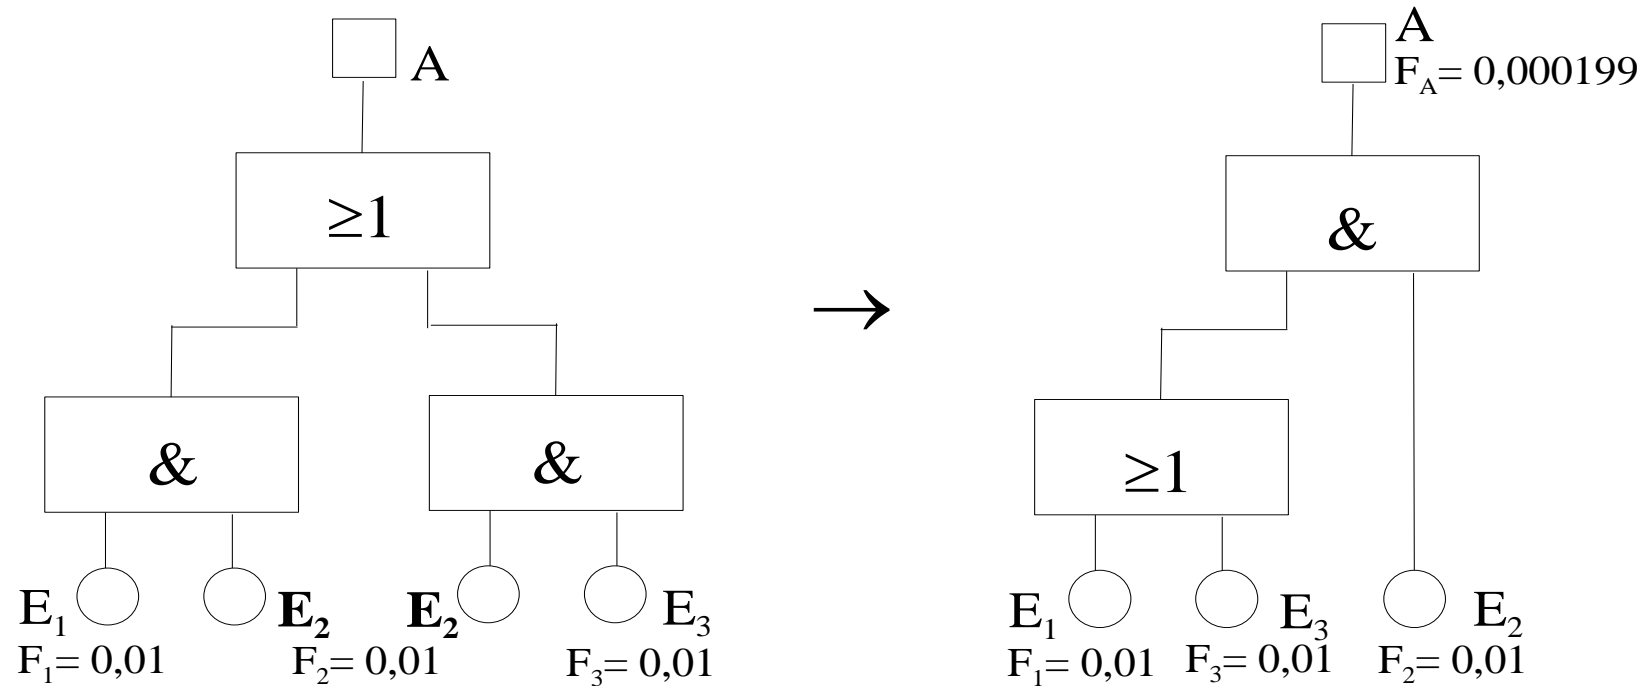 A
≥1
&
&
E₁
E₂
E₂
E₃
F₁= 0,01
F₂= 0,01
F₃= 0,01
→
A
F_A= 0,000199
&
≥1
E₁
E₃
E₂
F₁= 0,01
F₃= 0,01
F₂= 0,01